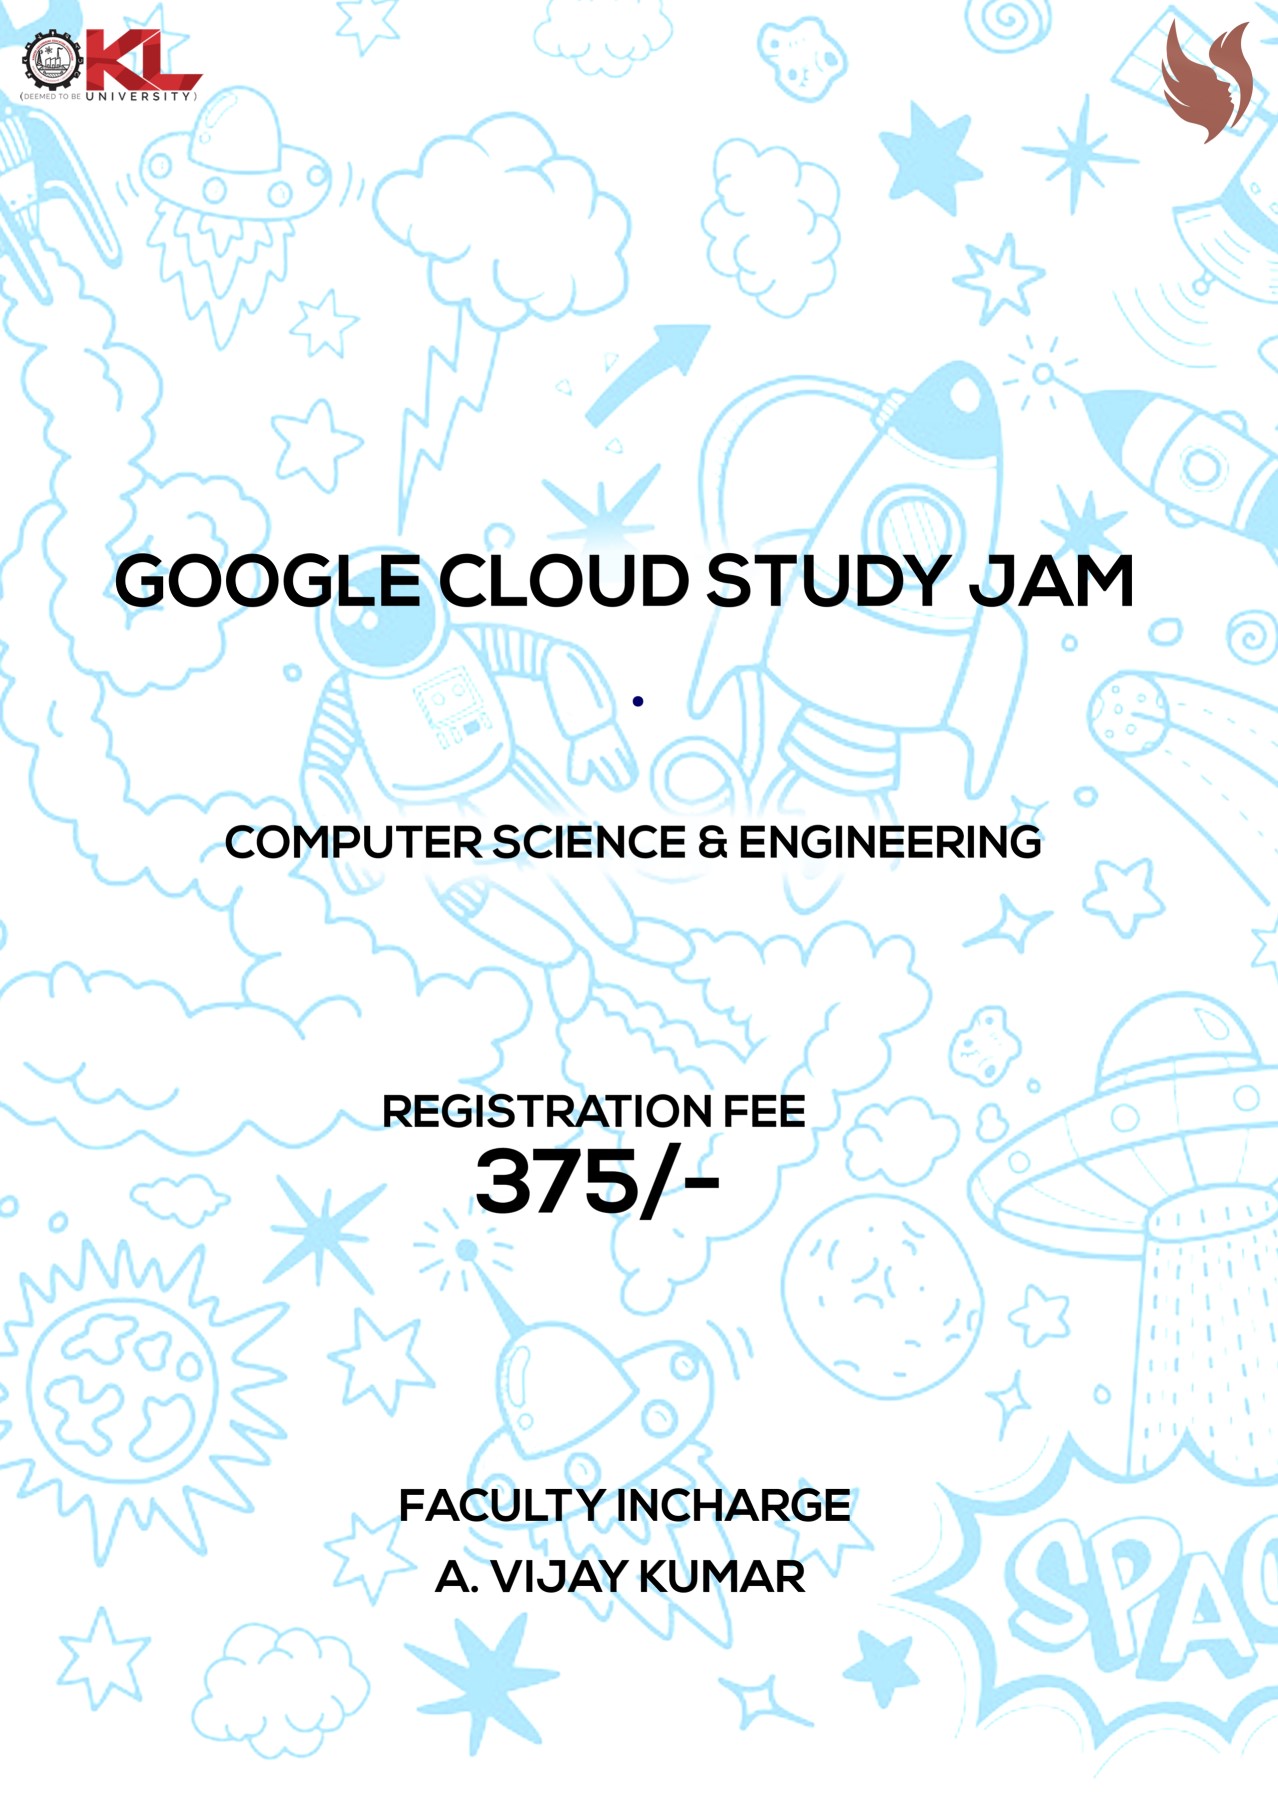 KL
(DEEMED TO BE UNIVERSITY)
GOOGLE CLOUD STUDY JAM
COMPUTER SCIENCE & ENGINEERING
REGISTRATION FEE
375/-
FACULTY INCHARGE
A. VIJAY KUMAR
SPAC